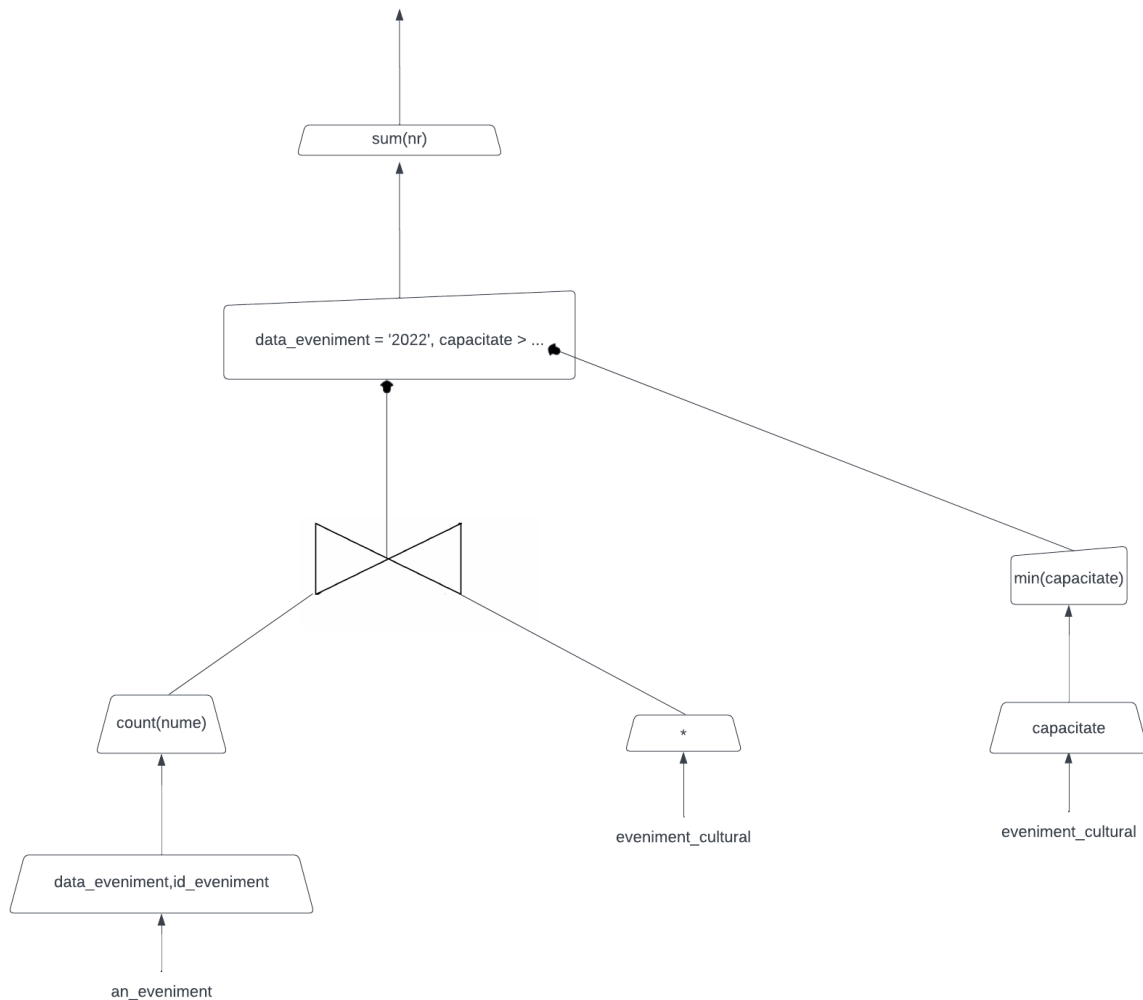 sum(nr)
data_eveniment = '2022', capacitate > ...
min(capacitate)
count(nume)
*
capacitate
eveniment_cultural
eveniment_cultural
data_eveniment,id_eveniment
an_eveniment